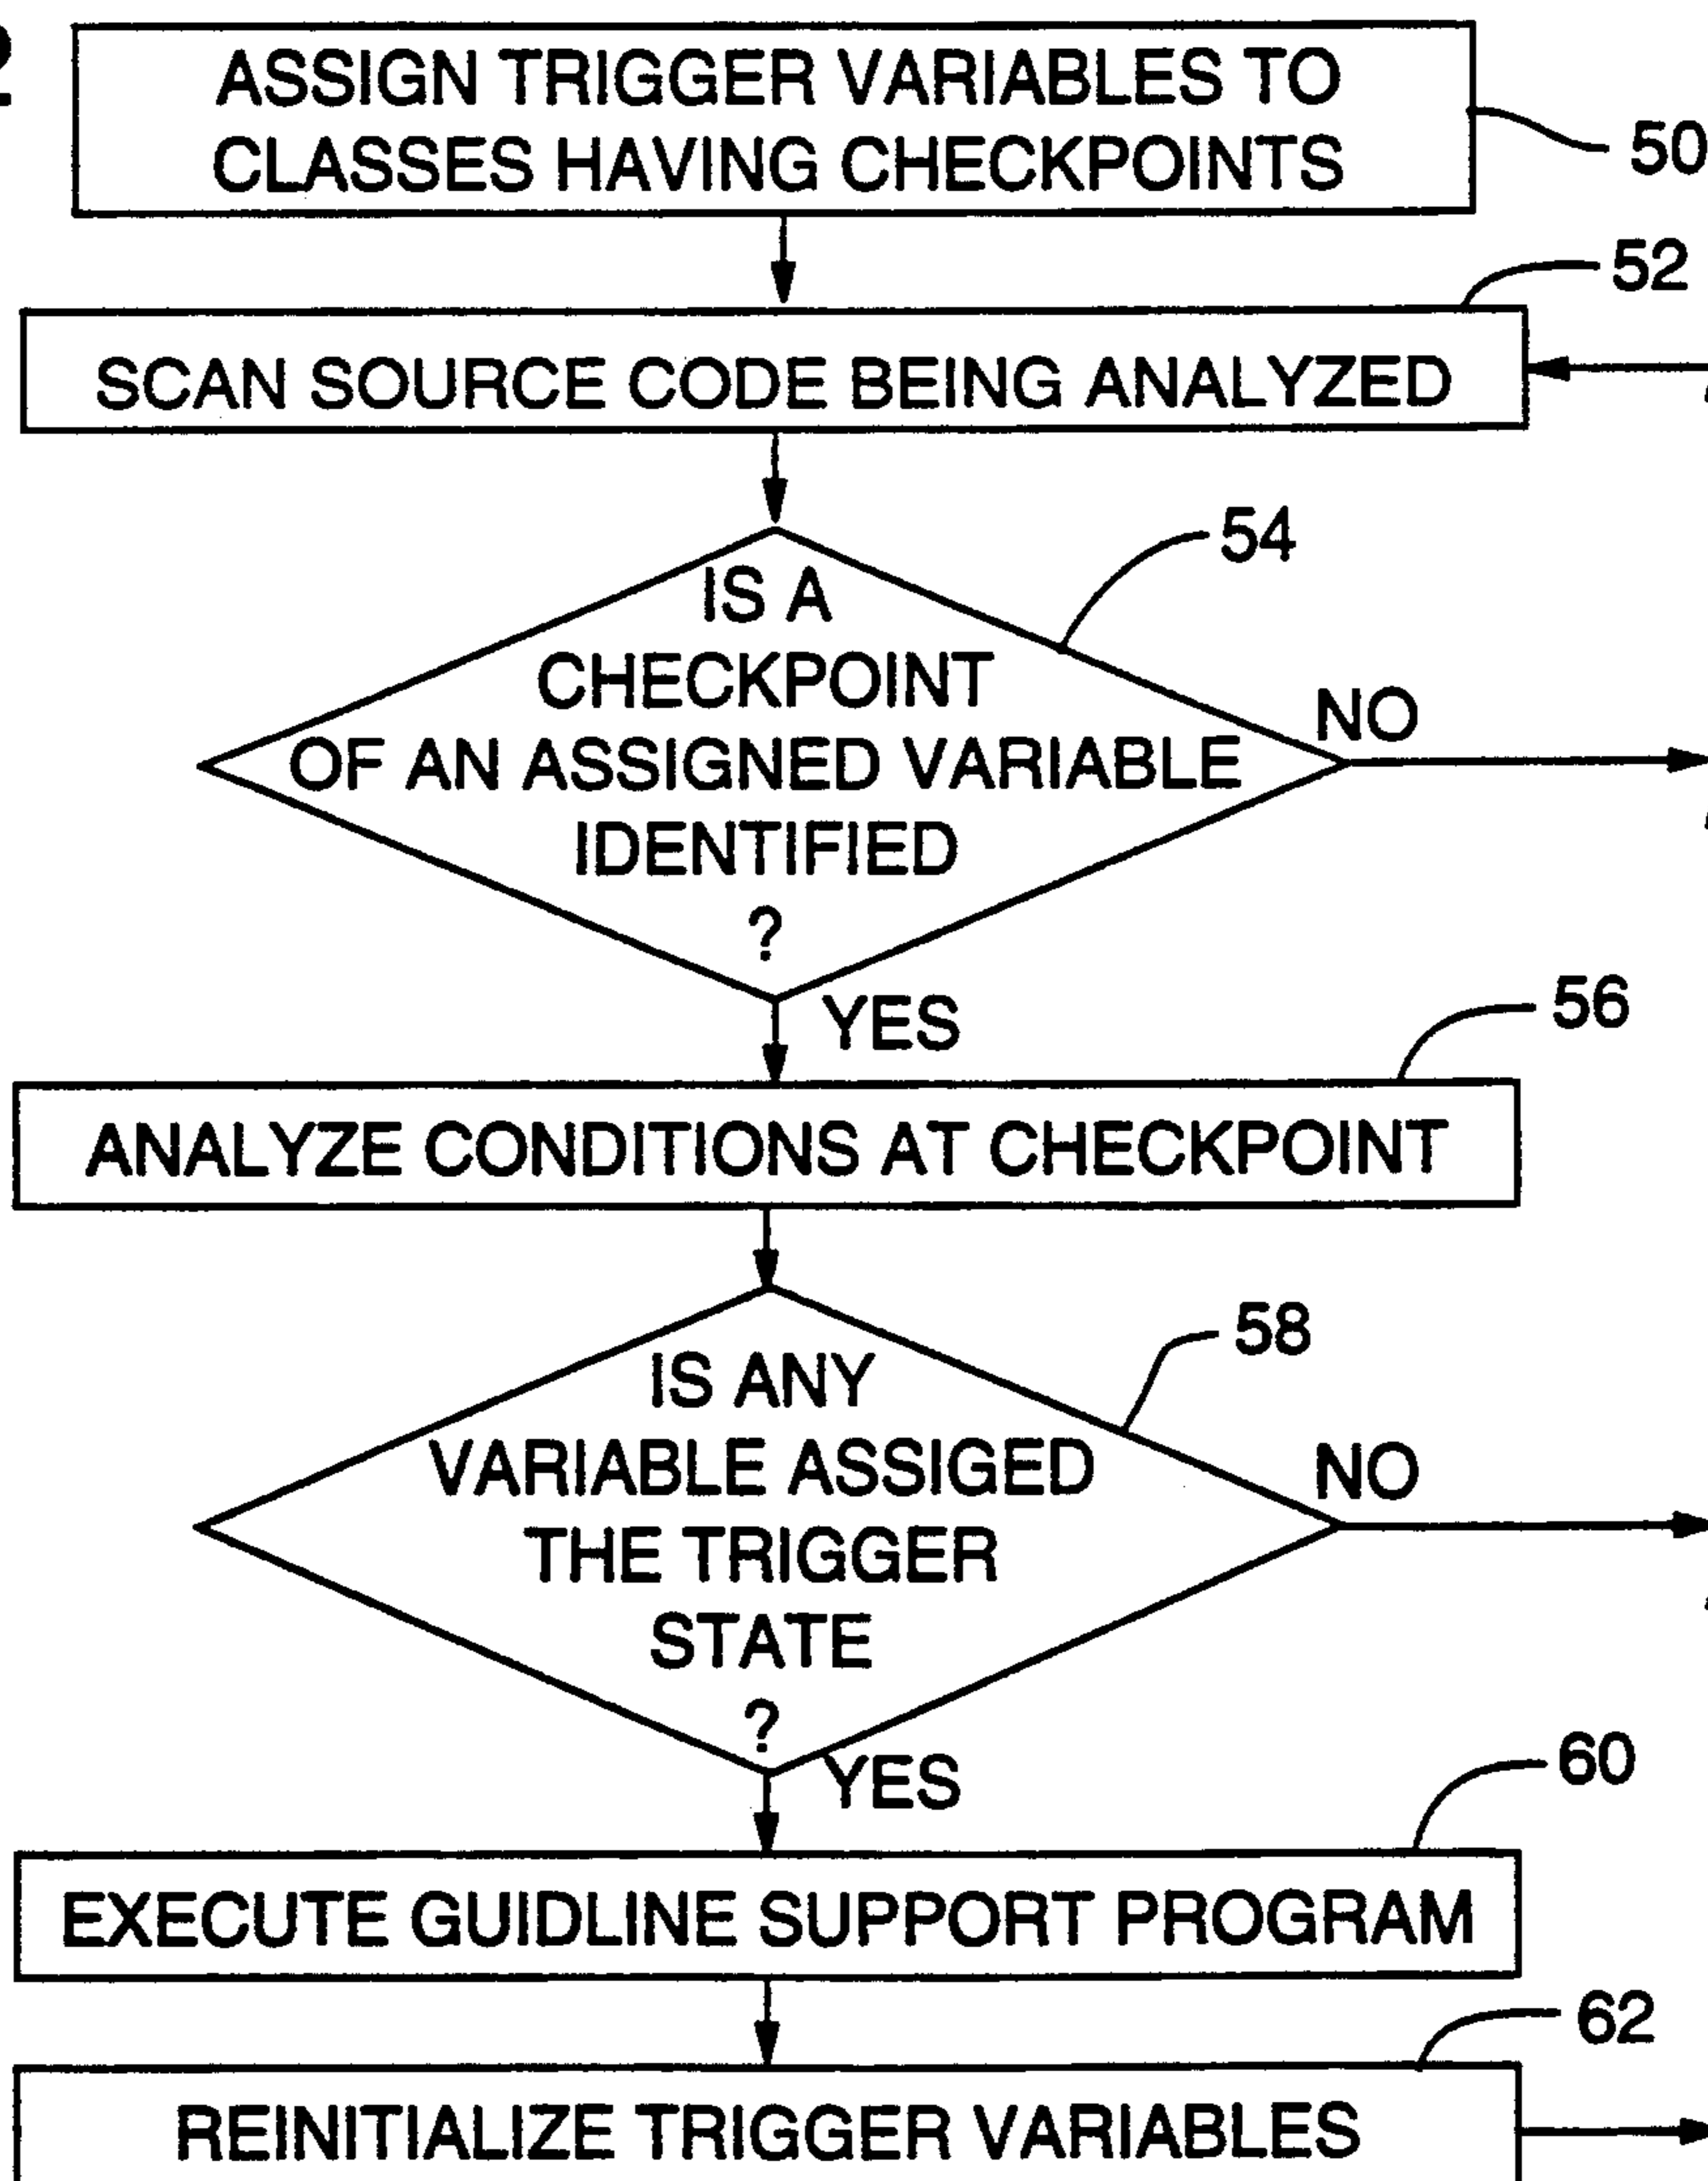 ASSIGN TRIGGER VARIABLES TO
CLASSES HAVING CHECKPOINTS
50
52
SCAN SOURCE CODE BEING ANALYZED
54
IS A
CHECKPOINT
OF AN ASSIGNED VARIABLE
IDENTIFIED
?
NO
YES
56
ANALYZE CONDITIONS AT CHECKPOINT
58
IS ANY
VARIABLE ASSIGED
THE TRIGGER
STATE
?
NO
YES
60
EXECUTE GUIDLINE SUPPORT PROGRAM
62
REINITIALIZE TRIGGER VARIABLES